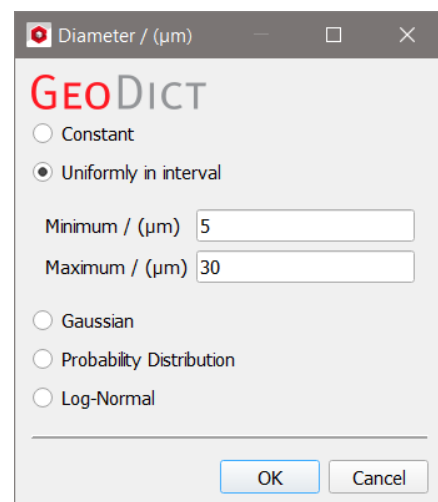 Diameter / (µm)
GEODICT
Constant
Uniformly in interval
Minimum / (µm) 5
Maximum / (µm) 30
Gaussian
Probability Distribution
Log-Normal
OK Cancel